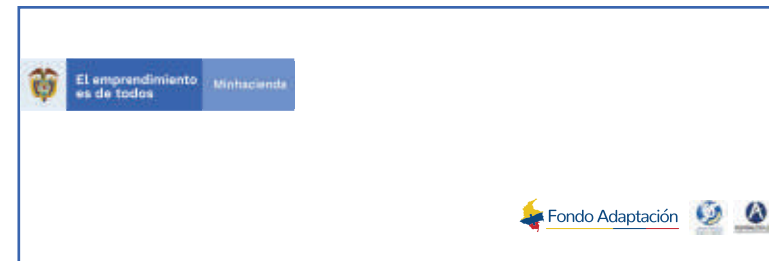 El emprendimiento
es de todos
Minhacienda
Fondo Adaptación